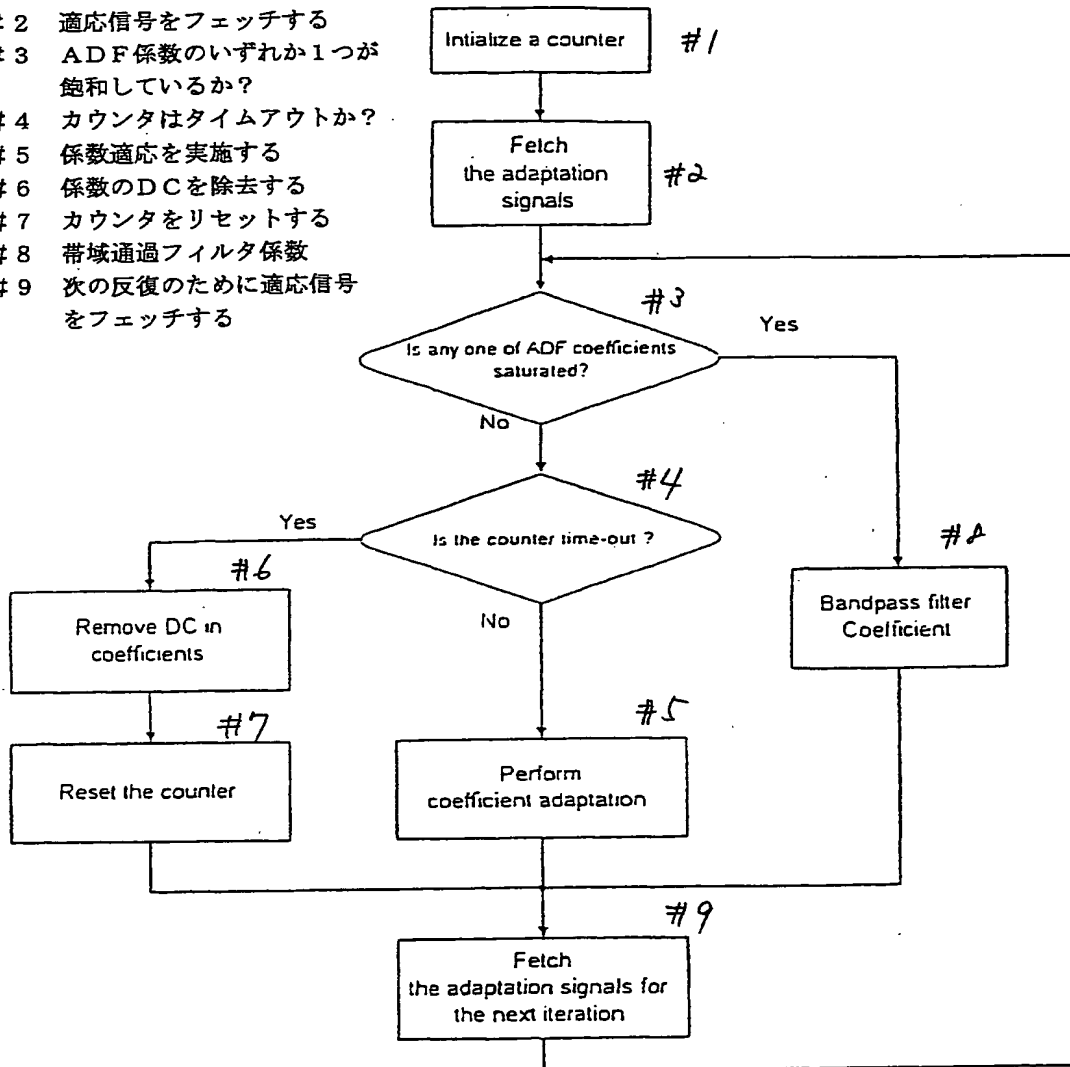 #2 適応信号をフェッチする
#3 ADF係数のいずれか1つが
飽和しているか?
#4 カウンタはタイムアウトか?
#5 係数適応を実施する
#6 係数のDCを除去する
#7 カウンタをリセットする
#8 帯域通過フィルタ係数
#9 次の反復のために適応信号
をフェッチする
Intialize a counter
#1
Fetch
the adaptation
signals
#2
#3
Is any one of ADF coefficients
saturated?
Yes
No
#4
Is the counter time-out ?
Yes
No
#6
Remove DC in
coefficients
#7
Reset the counter
#5
Perform
coefficient adaptation
#8
Bandpass filter
Coefficient
#9
Fetch
the adaptation signals for
the next iteration